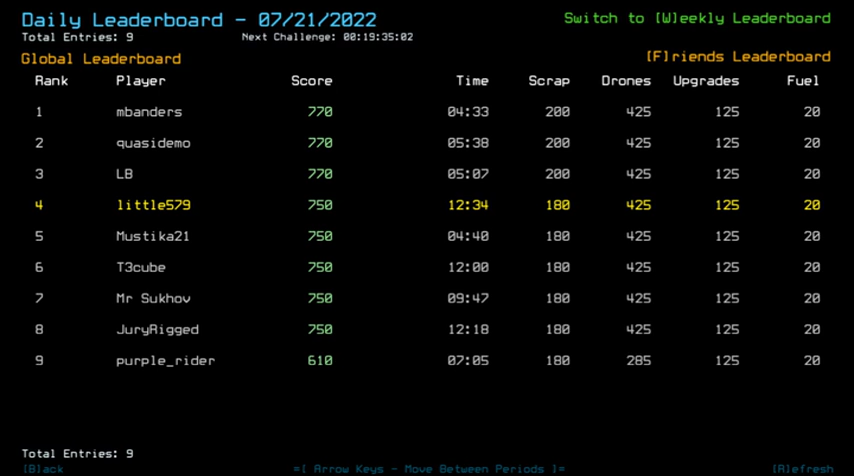 Daily Leaderboard - 07/21/2022 Switch to [W]eekly Leaderboard
Total Entries: 9 Next Challenge: 00:19:35:02
Global Leaderboard [F]riends Leaderboard
Rank Player Score Time Scrap Drones Upgrades Fuel
1 mbanders 770 04:33 200 425 125 20
2 quasidemo 770 05:38 200 425 125 20
3 LB 770 05:07 200 425 125 20
4 little579 750 12:34 180 425 125 20
5 Mustika21 750 04:40 180 425 125 20
6 T3cube 750 12:00 180 425 125 20
7 Mr Sukhov 750 09:47 180 425 125 20
8 JuryRigged 750 12:18 180 425 125 20
9 purple_rider 610 07:05 180 285 125 20
Total Entries: 9
[B]ack =[ Arrow Keys - Move Between Periods ]= [R]efresh